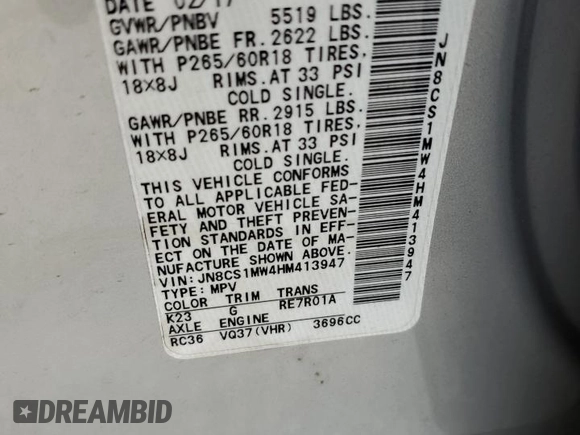 DATE 02/17
GVWR/PNBV 5519 LBS.
GAWR/PNBE FR. 2622 LBS.
WITH P265/60R18 TIRES,
18X8J RIMS.AT 33 PSI
COLD SINGLE.
GAWR/PNBE RR. 2915 LBS.
WITH P265/60R18 TIRES.
18X8J RIMS.AT 33 PSI
COLD SINGLE.
THIS VEHICLE CONFORMS
TO ALL APPLICABLE FED-
ERAL MOTOR VEHICLE SA-
FETY AND THEFT PREVEN-
TION STANDARDS IN EFF-
ECT ON THE DATE OF MA-
NUFACTURE SHOWN ABOVE.
VIN:JN8CS1MW4HM413947
TYPE:MPV
COLOR TRIM TRANS
K23 G RE7R01A
AXLE ENGINE
RC36 VQ37(VHR) 3696CC
JN8CS1MW4HM413947
DREAMBID